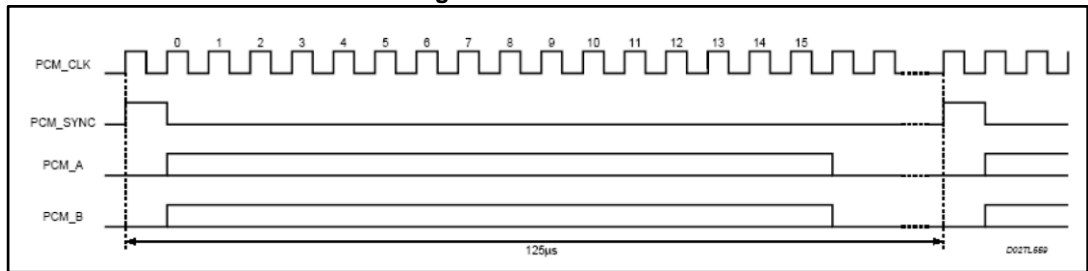 0 1 2 3 4 5 6 7 8 9 10 11 12 13 14 15
PCM_CLK
PCM_SYNC
PCM_A
PCM_B
125µs
D02TL559